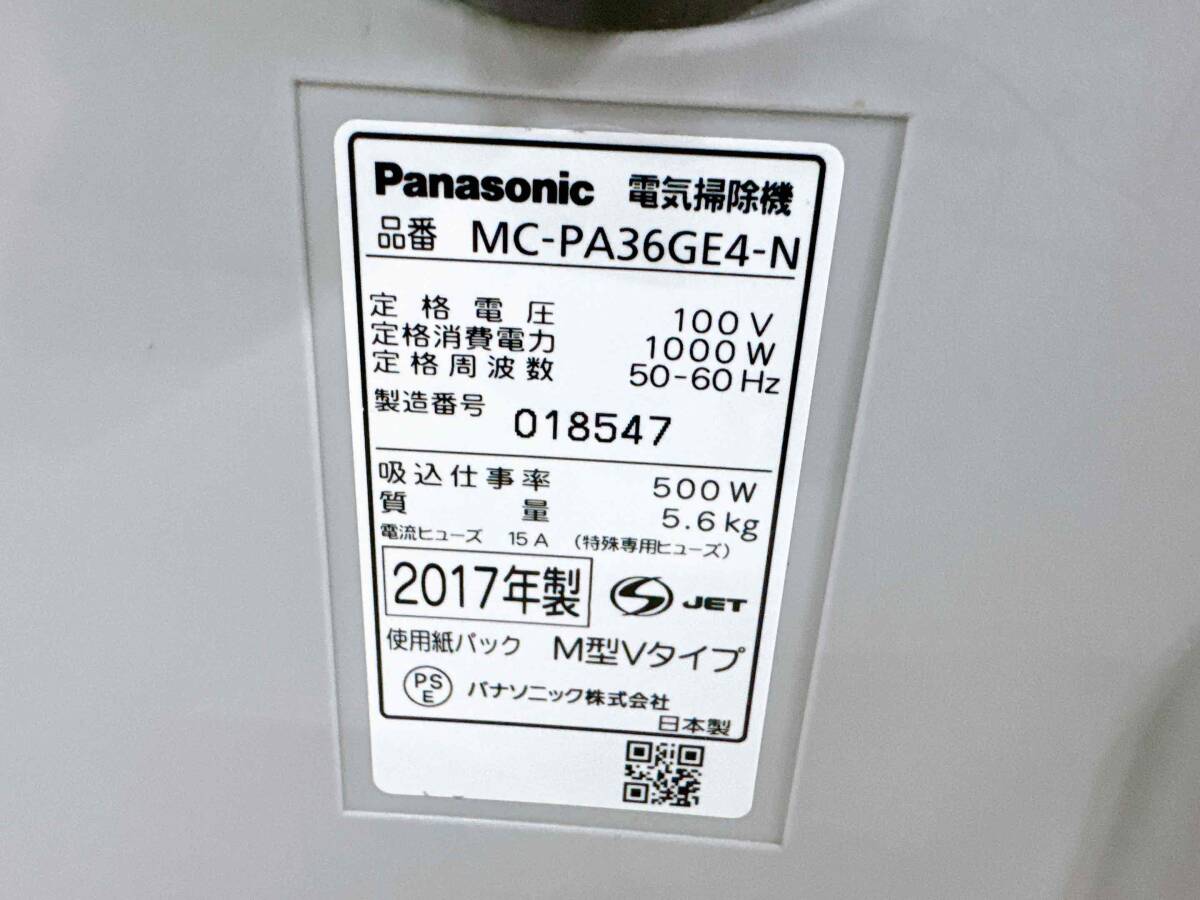 Panasonic 電気掃除機
品番 MC-PA36GE4-N
定格電圧 100V
定格消費電力 1000W
定格周波数 50-60Hz
製造番号 018547
吸込仕事率 500W
質量 5.6kg
電流ヒューズ 15A (特殊専用ヒューズ)
2017年製 JET
使用紙パック M型Vタイプ
PSE パナソニック株式会社
日本製